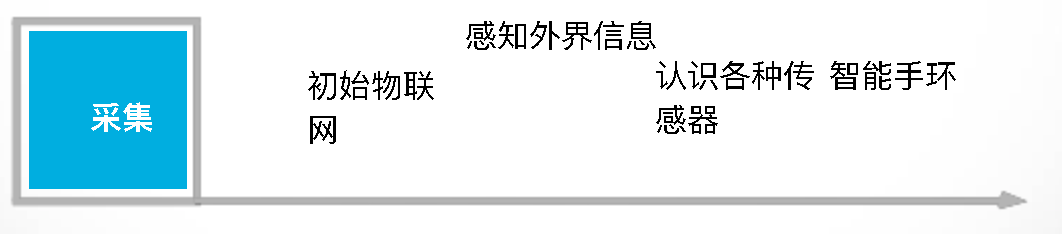 采集
初始物联
网
感知外界信息
认识各种传
感器
智能手环